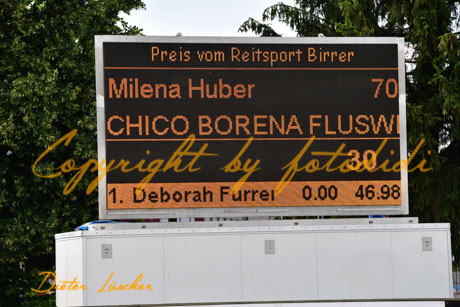 Preis vom Reitsport Birrer
Milena Huber 70
CHICO BORENA FLUSWI
30
1. Deborah Furrer 0.00 46.98
Copyright by fotodidi
Dieter Lüscher